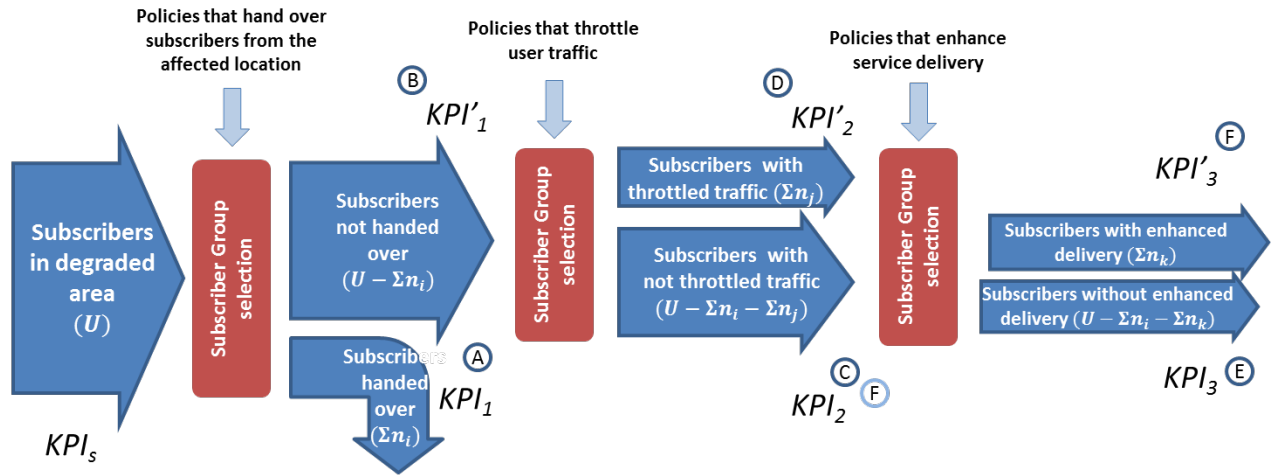 Policies that hand over
subscribers from the
affected location
Policies that throttle
user traffic
Policies that enhance
service delivery
B
KPI’1
D
KPI’2
F
KPI’3
Subscribers
in degraded
area
(U)
KPIs
Subscriber Group
selection
Subscribers
not handed
over
(U − Σni)
Subscribers
handed
over
(Σni)
A
KPI1
Subscriber Group
selection
Subscribers with
throttled traffic (Σnj)
Subscribers with
not throttled traffic
(U − Σni − Σnj)
C
F
KPI2
Subscriber Group
selection
Subscribers with enhanced
delivery (Σnk)
Subscribers without enhanced
delivery (U − Σni − Σnk)
E
KPI3